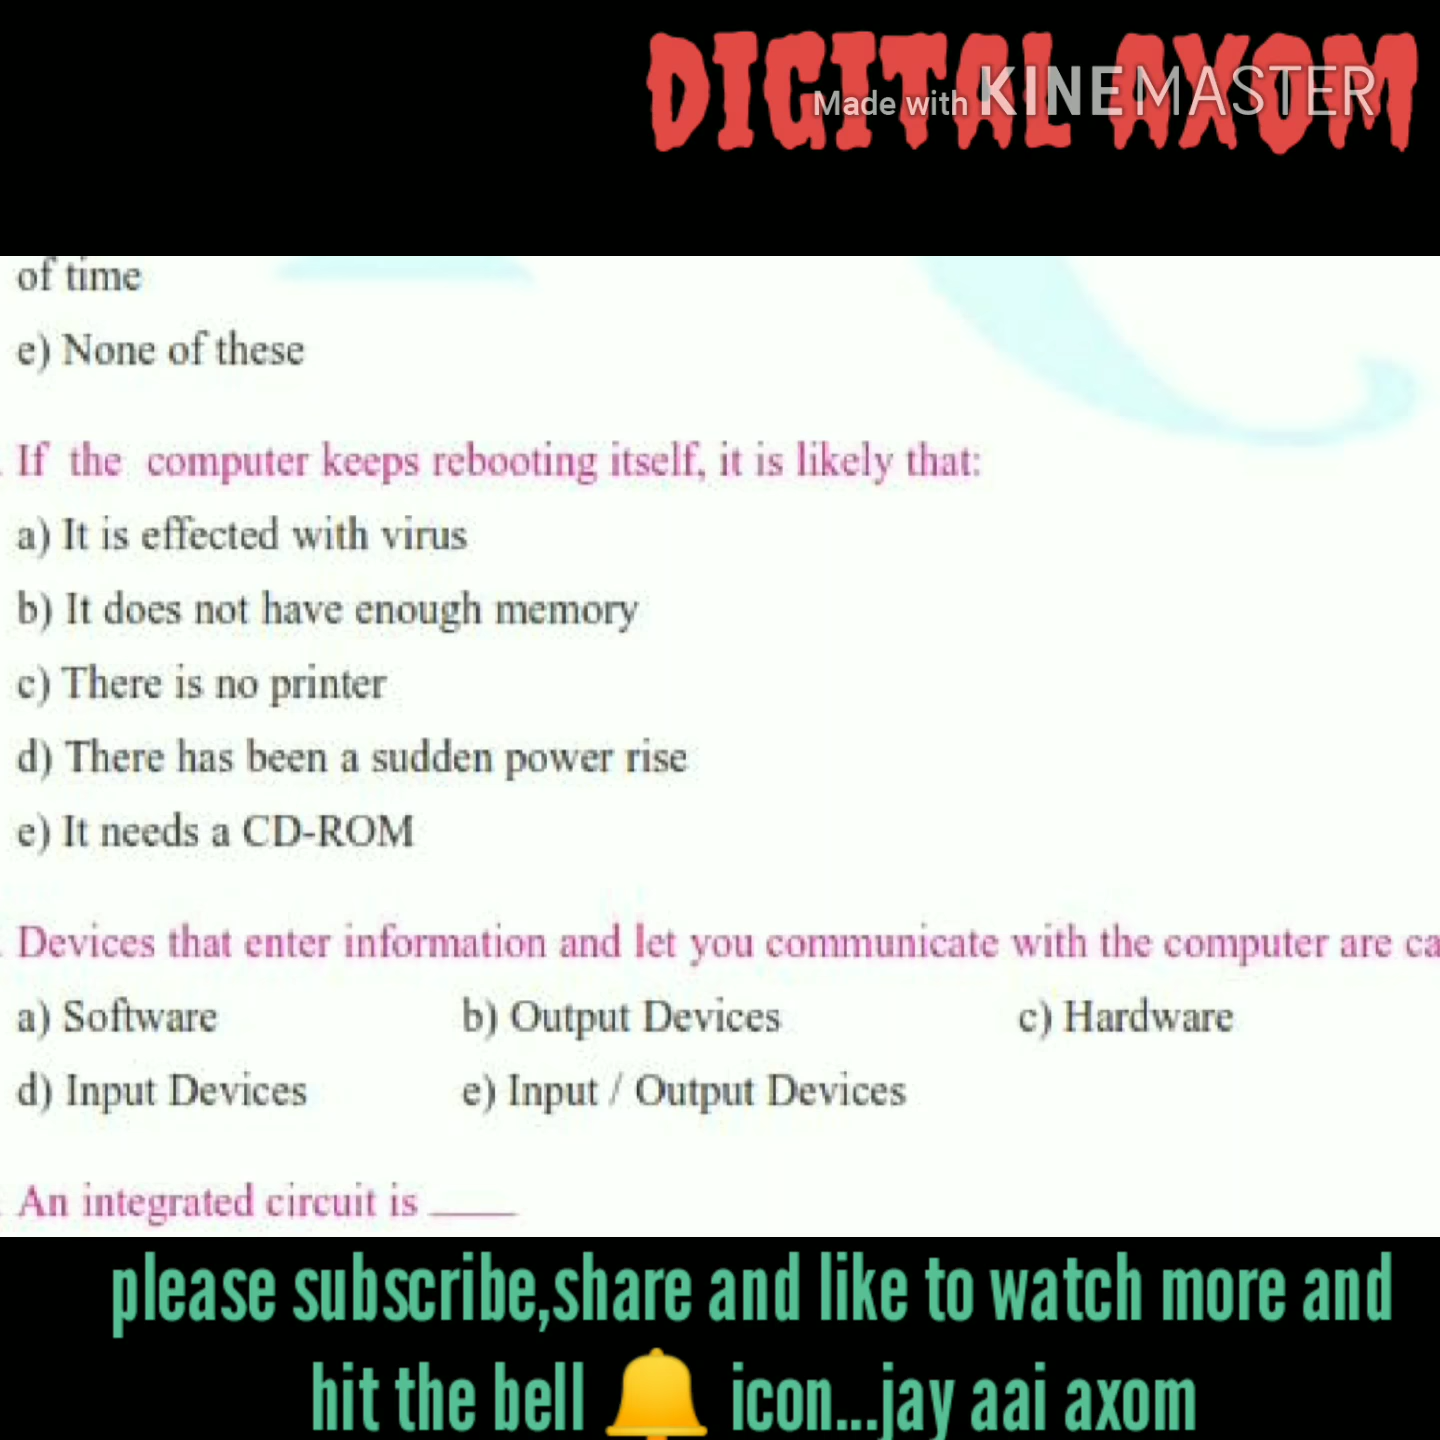 DIGITAL AXOM
Made with KINEMASTER
of time
e) None of these
If the computer keeps rebooting itself, it is likely that:
a) It is effected with virus
b) It does not have enough memory
c) There is no printer
d) There has been a sudden power rise
e) It needs a CD-ROM
Devices that enter information and let you communicate with the computer are ca
a) Software b) Output Devices c) Hardware
d) Input Devices e) Input / Output Devices
An integrated circuit is ____
please subscribe,share and like to watch more and
hit the bell 🔔 icon...jay aai axom